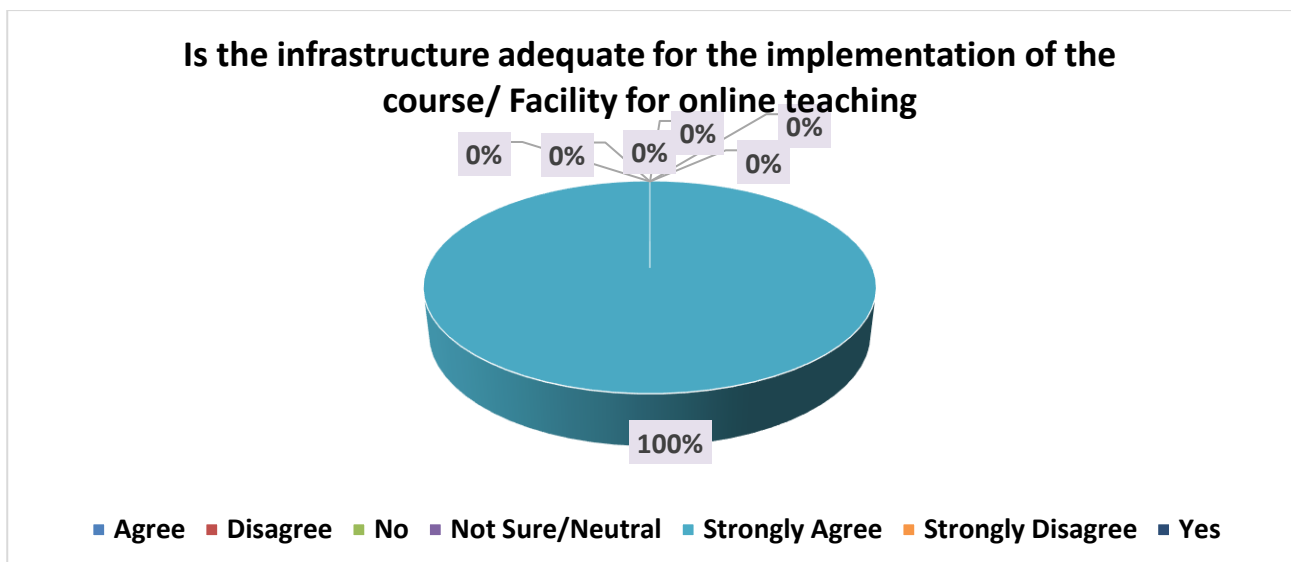 Is the infrastructure adequate for the implementation of the
course/ Facility for online teaching
0%
0%
0%
0%
0%
0%
100%
Agree Disagree No Not Sure/Neutral Strongly Agree Strongly Disagree Yes